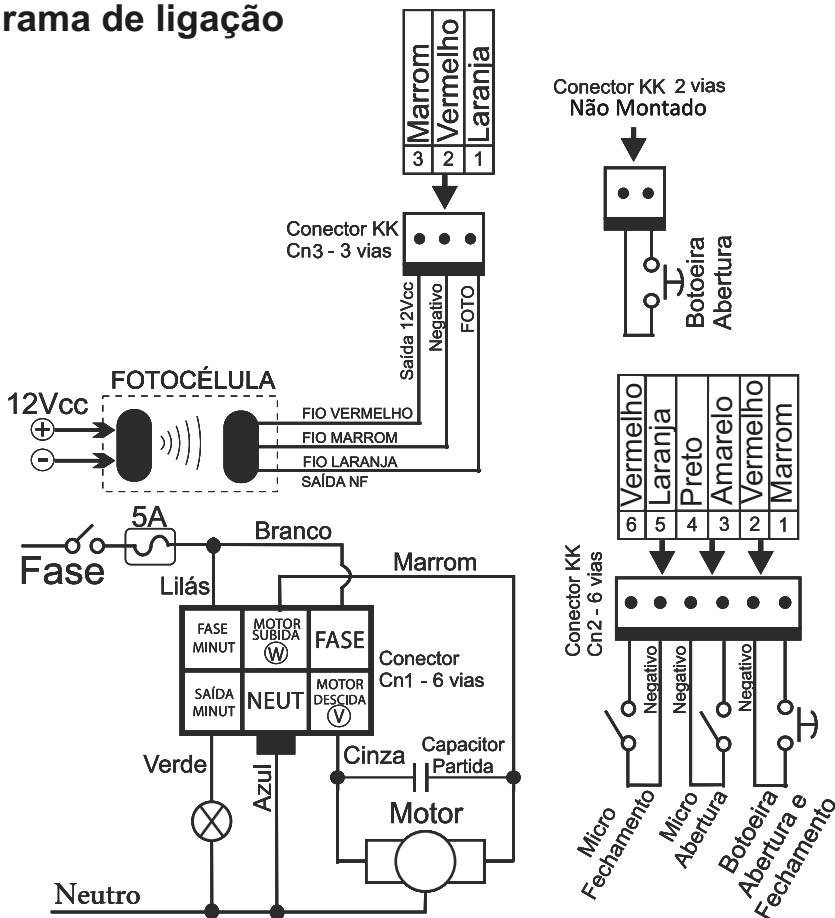 rama de ligação
Marrom
Vermelho
Laranja
3 2 1
Conector KK
Cn3 - 3 vias
Saída 12Vcc
Negativo
FOTO
Conector KK 2 vias
Não Montado
Botoeira
Abertura
FOTOCÉLULA
12Vcc
+
-
FIO VERMELHO
FIO MARROM
FIO LARANJA
SAÍDA NF
Vermelho
Laranja
Preto
Amarelo
Vermelho
Marrom
6 5 4 3 2 1
Conector KK
Cn2 - 6 vias
Negativo
Negativo
Negativo
Micro
Fechamento
Micro
Abertura
Botoeira
Abertura e
Fechamento
5A
Fase
Branco
Lilás
Marrom
FASE
MINUT
MOTOR
SUBIDA
W
FASE
SAÍDA
MINUT
NEUT
MOTOR
DESCIDA
V
Conector
Cn1 - 6 vias
Verde
Azul
Cinza
Capacitor
Partida
Motor
Neutro